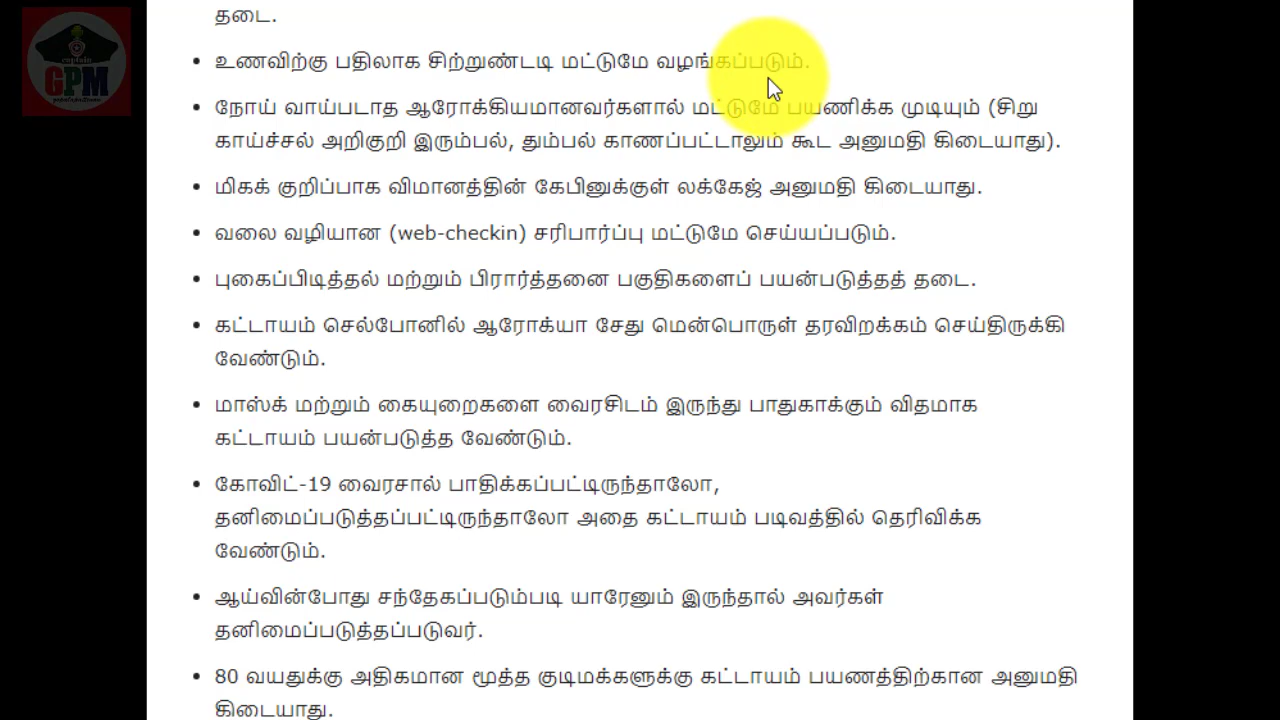 தடை.
உணவிற்கு பதிலாக சிற்றுண்டடி மட்டுமே வழங்கப்படும்.
நோய் வாய்படாத ஆரோக்கியமானவர்களால் மட்டுமே பயணிக்க முடியும் (சிறு
காய்ச்சல் அறிகுறி இருமல், தும்பல் காணப்பட்டாலும் கூட அனுமதி கிடையாது).
மிகக் குறிப்பாக விமானத்தின் கேபினுக்குள் லக்கேஜ் அனுமதி கிடையாது.
வலை வழியான (web-checkin) சரிபார்ப்பு மட்டுமே செய்யப்படும்.
புகைப்பிடித்தல் மற்றும் பிரார்த்தனை பகுதிகளைப் பயன்படுத்தத் தடை.
கட்டாயம் செல்போனில் ஆரோக்யா சேது மென்பொருள் தரவிறக்கம் செய்திருக்கி
வேண்டும்.
மாஸ்க் மற்றும் கையுறைகளை வைரசிடம் இருந்து பாதுகாக்கும் விதமாக
கட்டாயம் பயன்படுத்த வேண்டும்.
கோவிட்-19 வைரசால் பாதிக்கப்பட்டிருந்தாலோ,
தனிமைப்படுத்தப்பட்டிருந்தாலோ அதை கட்டாயம் படிவத்தில் தெரிவிக்க
வேண்டும்.
ஆய்வின்போது சந்தேகப்படும்படி யாரேனும் இருந்தால் அவர்கள்
தனிமைப்படுத்தப்படுவர்.
80 வயதுக்கு அதிகமான மூத்த குடிமக்களுக்கு கட்டாயம் பயணத்திற்கான அனுமதி
கிடையாது.
GPM